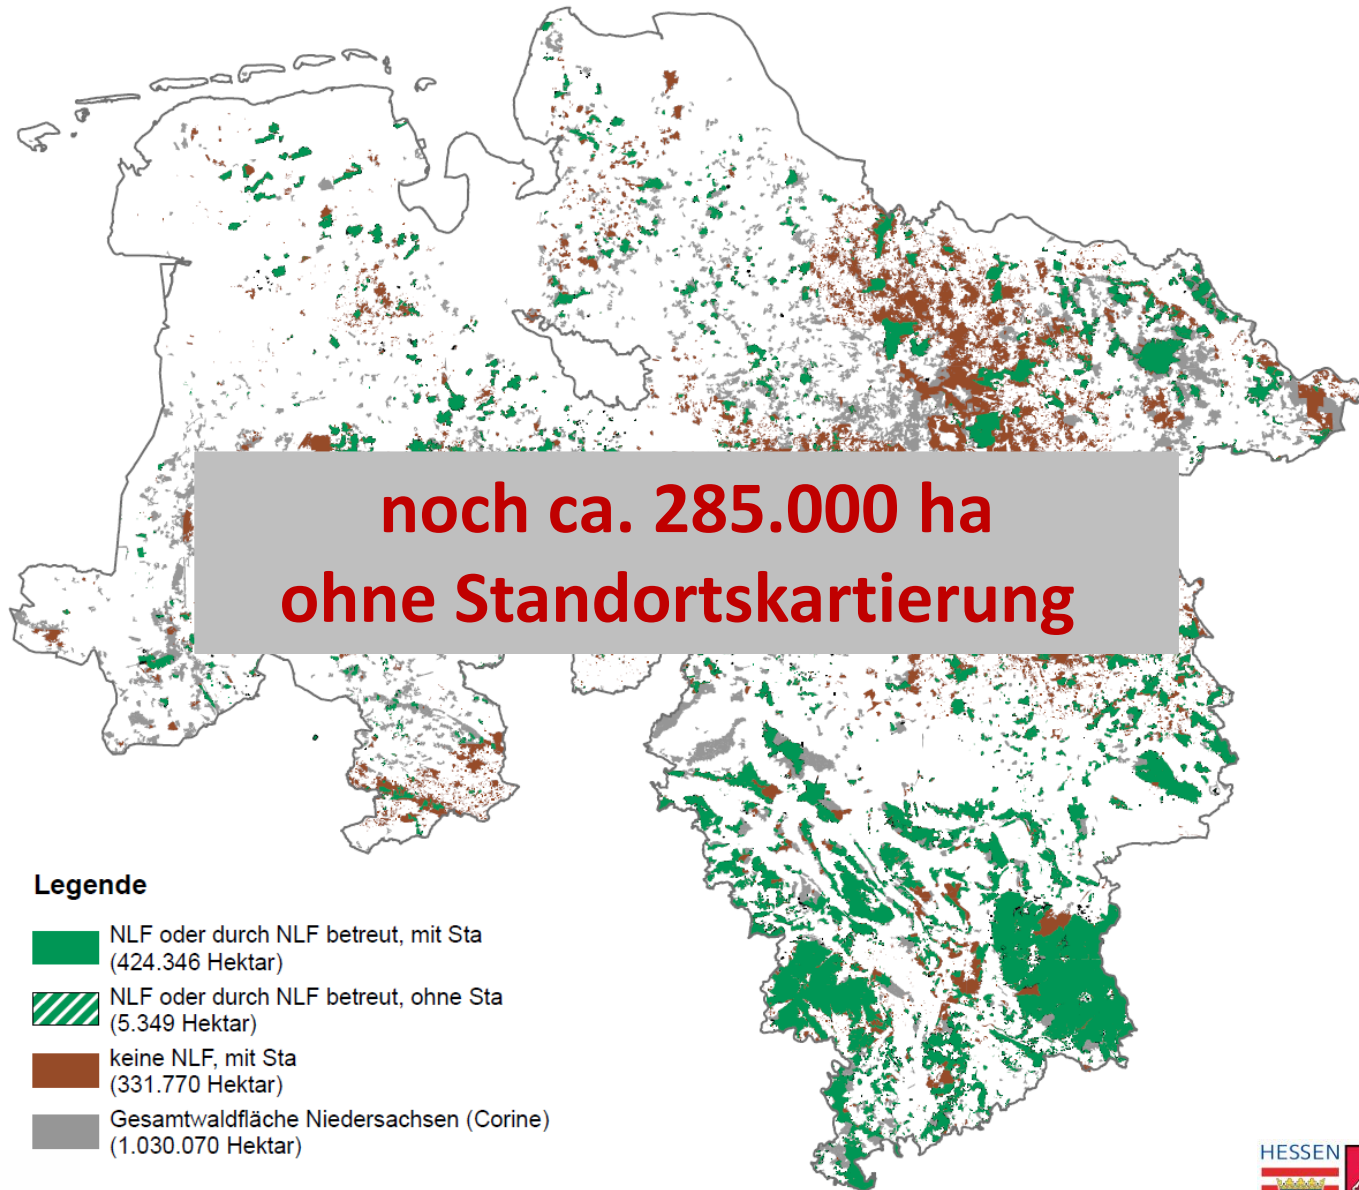 noch ca. 285.000 ha
ohne Standortskartierung
Legende
NLF oder durch NLF betreut, mit Sta
(424.346 Hektar)
NLF oder durch NLF betreut, ohne Sta
(5.349 Hektar)
keine NLF, mit Sta
(331.770 Hektar)
Gesamtwaldfläche Niedersachsen (Corine)
(1.030.070 Hektar)
HESSEN